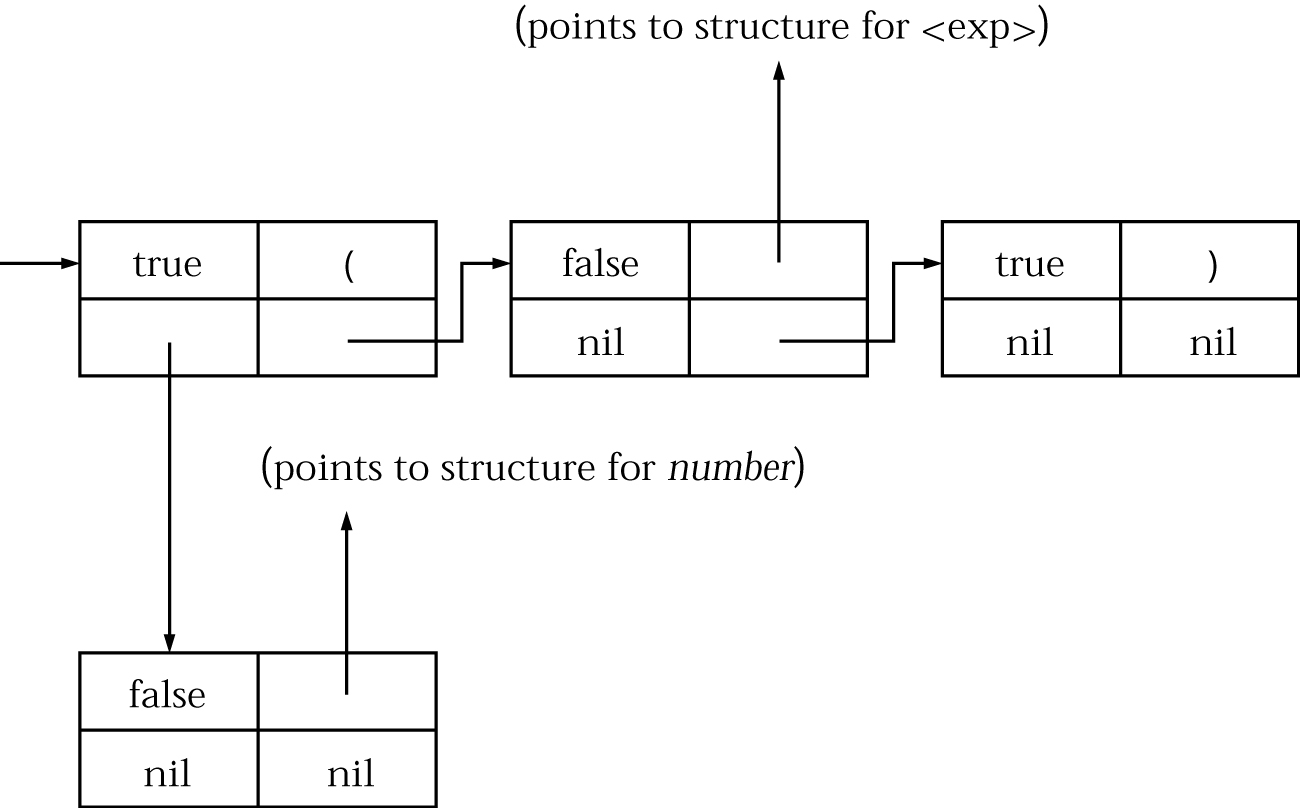 (points to structure for <exp>)
true ( false true )
nil nil nil
(points to structure for number)
false
nil nil